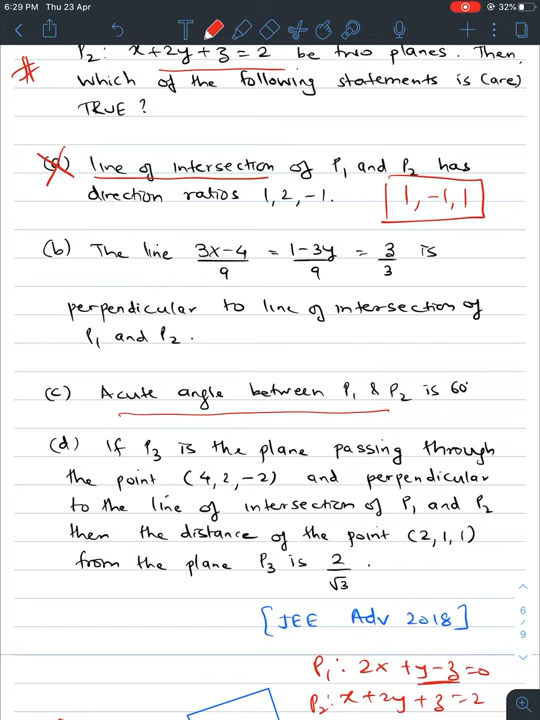 6:29 PM Thu 23 Apr
32%
P2: x+2y+z=2 be two planes. Then,
which of the following statements is (are)
TRUE?
(a) line of intersection of P1 and P2 has
direction ratios 1, 2, -1.
1, -1, 1
(b) The line 3x-4/9 = 1-3y/9 = z/3 is
perpendicular to line of intersection of
P1 and P2.
(c) Acute angle between P1 & P2 is 60°
(d) If P3 is the plane passing through
the point (4, 2, -2) and perpendicular
to the line of intersection of P1 and P2
then the distance of the point (2, 1, 1)
from the plane P3 is 2/√3.
[JEE Adv 2018]
P1: 2x+y-z=0
P2: x+2y+z=2
6/9